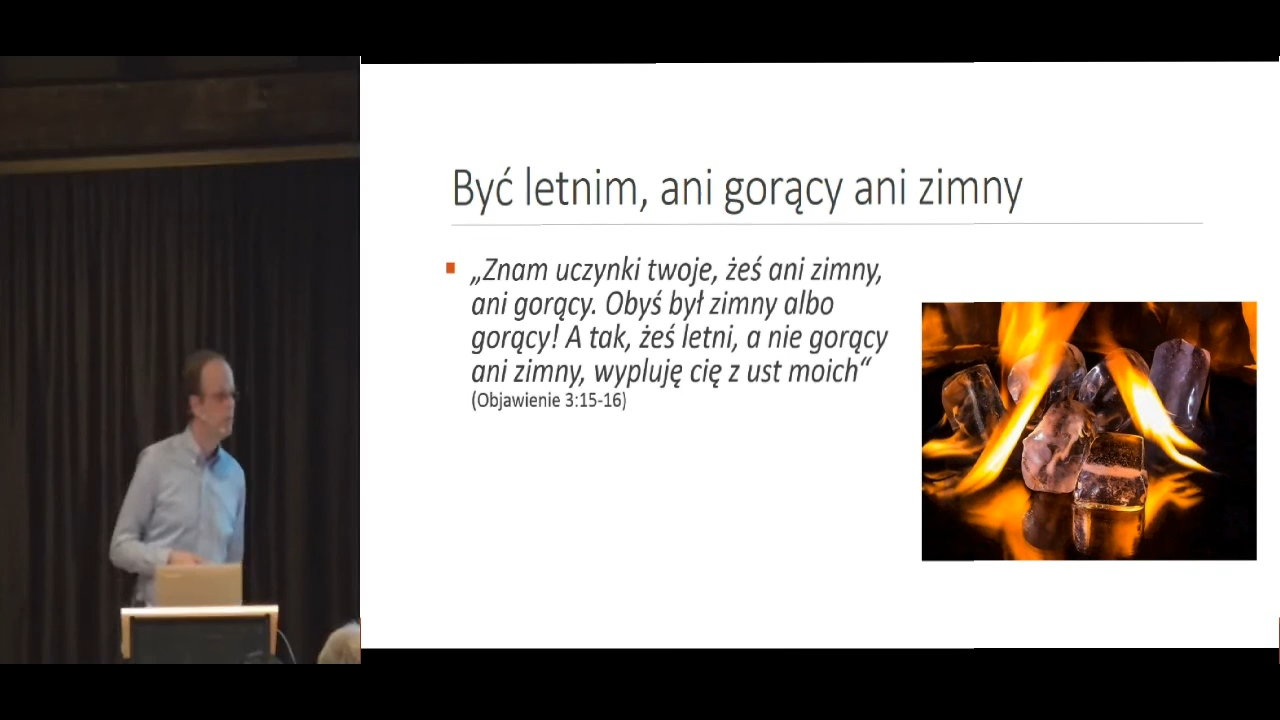 Być letnim, ani gorący ani zimny
„Znam uczynki twoje, żeś ani zimny,
ani gorący. Obyś był zimny albo
gorący! A tak, żeś letni, a nie gorący
ani zimny, wypluję cię z ust moich“
(Objawienie 3:15-16)